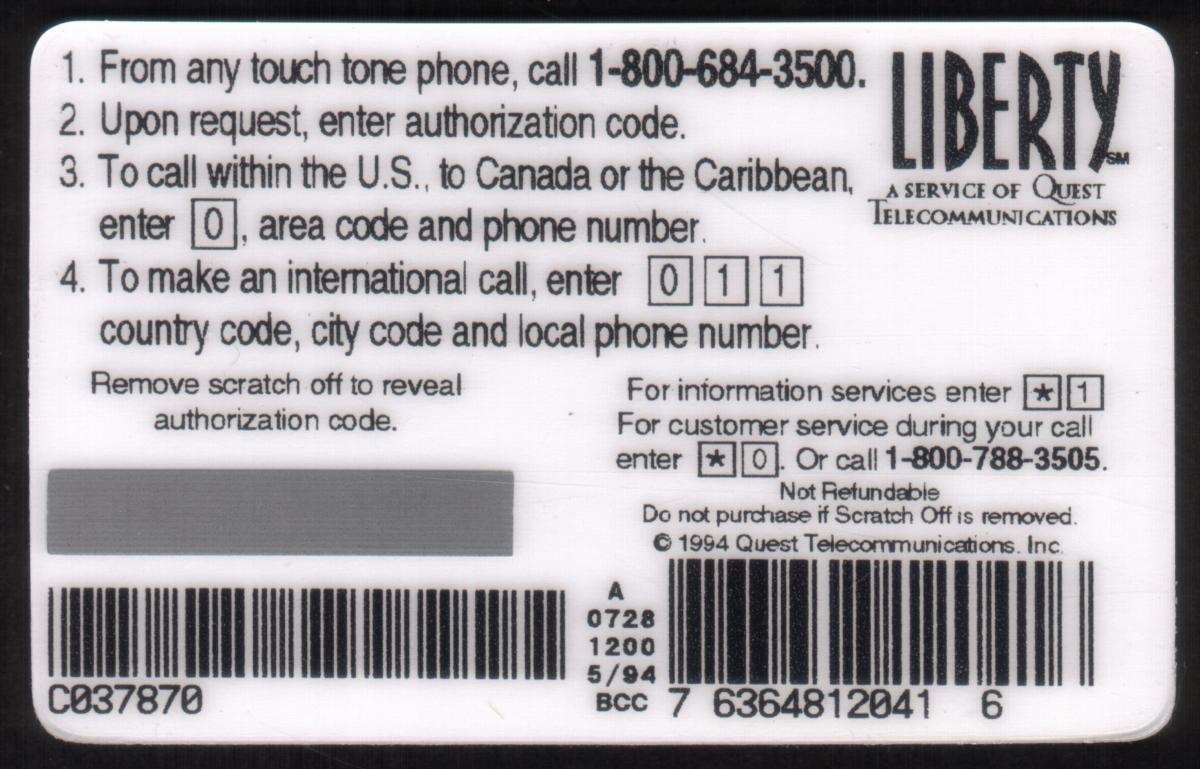 1. From any touch tone phone, call 1-800-684-3500.
2. Upon request, enter authorization code.
3. To call within the U.S., to Canada or the Caribbean,
enter 0, area code and phone number.
4. To make an international call, enter 0 1 1
country code, city code and local phone number.
LIBERTY SM
A SERVICE OF QUEST
TELECOMMUNICATIONS
Remove scratch off to reveal
authorization code.
For information services enter * 1
For customer service during your call
enter * 0. Or call 1-800-788-3505.
Not Refundable
Do not purchase if Scratch Off is removed.
© 1994 Quest Telecommunications, Inc.
C037870
A
0728
1200
5/94
BCC
7 6364812041 6